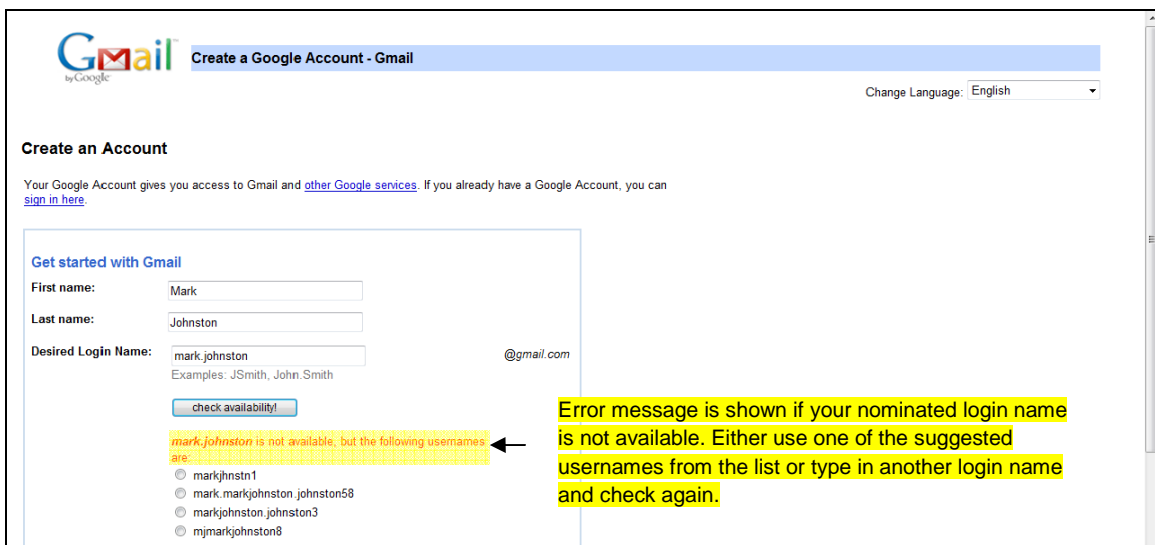 Gmail™
by Google
Create a Google Account - Gmail
Change Language: English
Create an Account
Your Google Account gives you access to Gmail and other Google services. If you already have a Google Account, you can
sign in here.
Get started with Gmail
First name: Mark
Last name: Johnston
Desired Login Name: mark.johnston @gmail.com
Examples: JSmith, John.Smith
check availability!
mark.johnston is not available, but the following usernames
are:
markjhnstn1
mark.markjohnston.johnston58
markjohnston.johnston3
mjmarkjohnston8
Error message is shown if your nominated login name
is not available. Either use one of the suggested
usernames from the list or type in another login name
and check again.